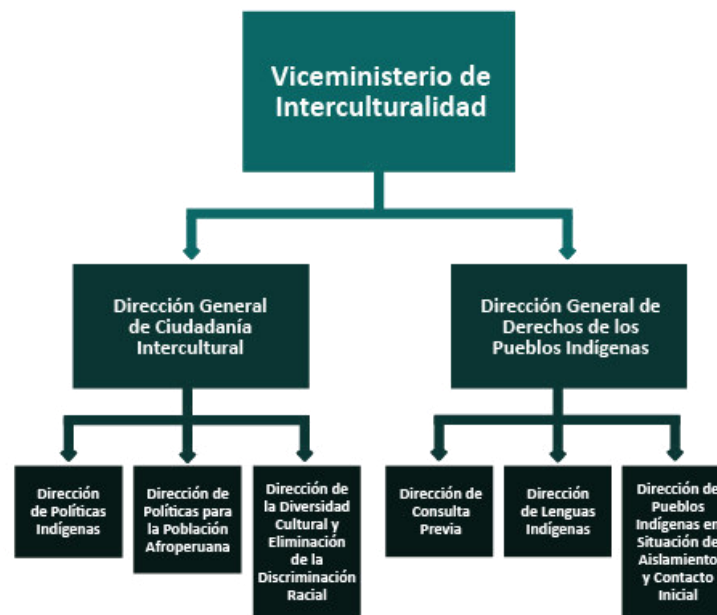 Viceministerio de
Interculturalidad
Dirección General
de Ciudadanía
Intercultural
Dirección General de
Derechos de los
Pueblos Indígenas
Dirección
de Políticas
Indígenas
Dirección de
Políticas para
la Población
Afroperuana
Dirección de
la Diversidad
Cultural y
Eliminación
de la
Discriminación
Racial
Dirección de
Consulta
Previa
Dirección
de Lenguas
Indígenas
Dirección de
Pueblos
Indígenas en
Situación de
Aislamiento
y Contacto
Inicial